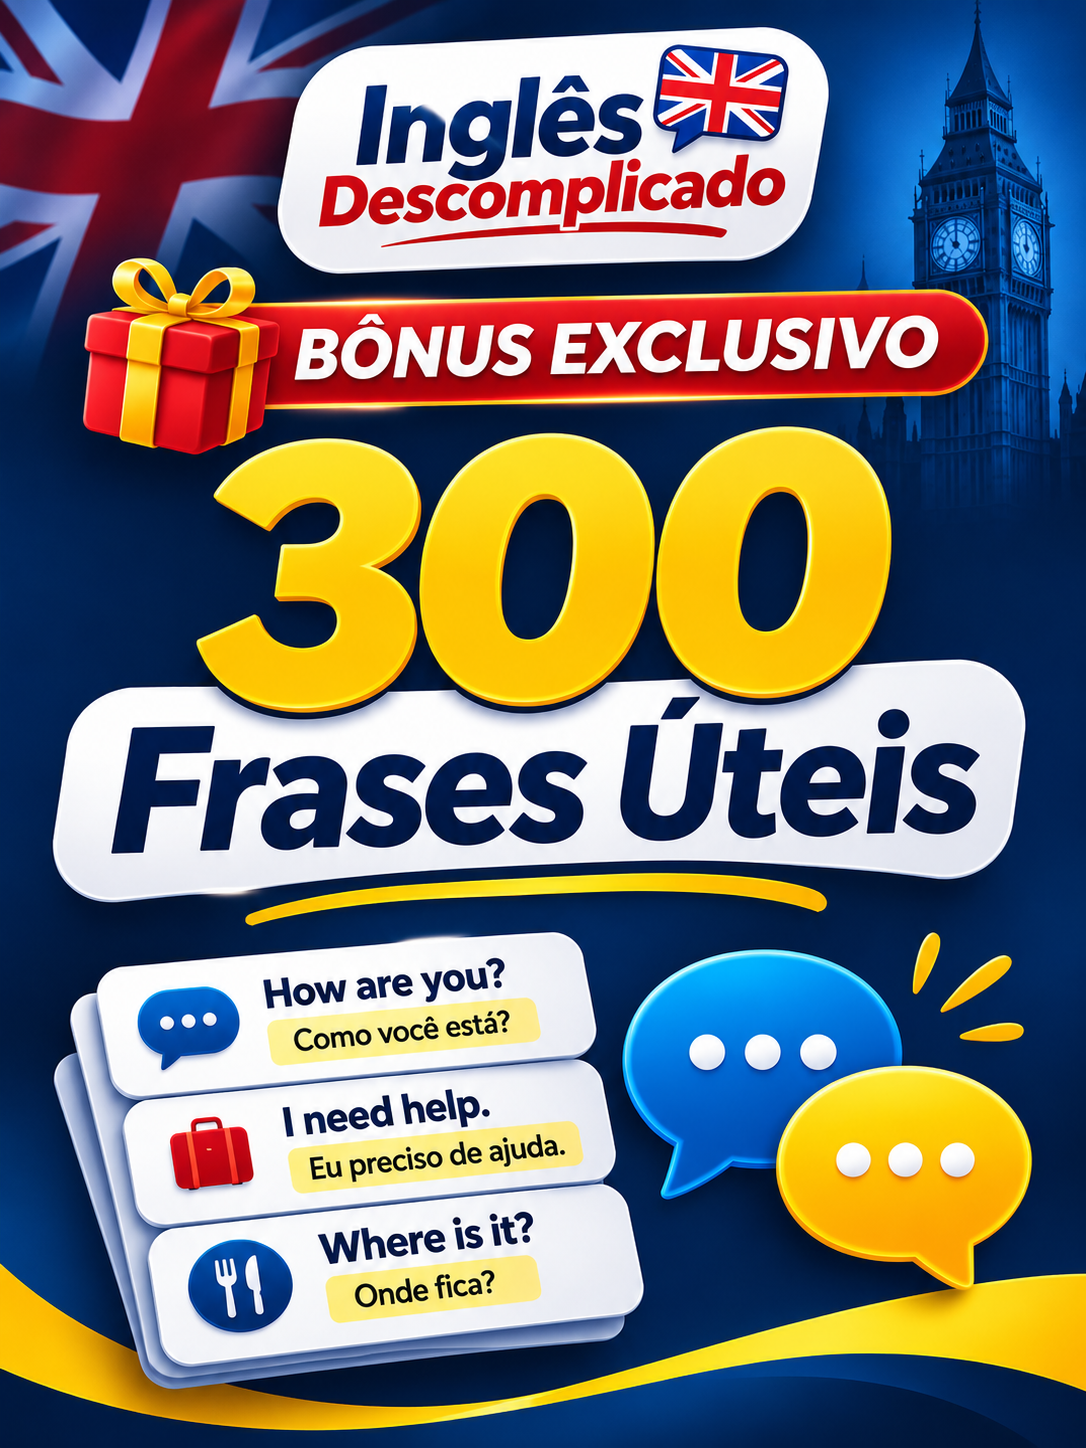 Inglês
Descomplicado
BÔNUS EXCLUSIVO
300
Frases Úteis
How are you?
Como você está?
I need help.
Eu preciso de ajuda.
Where is it?
Onde fica?